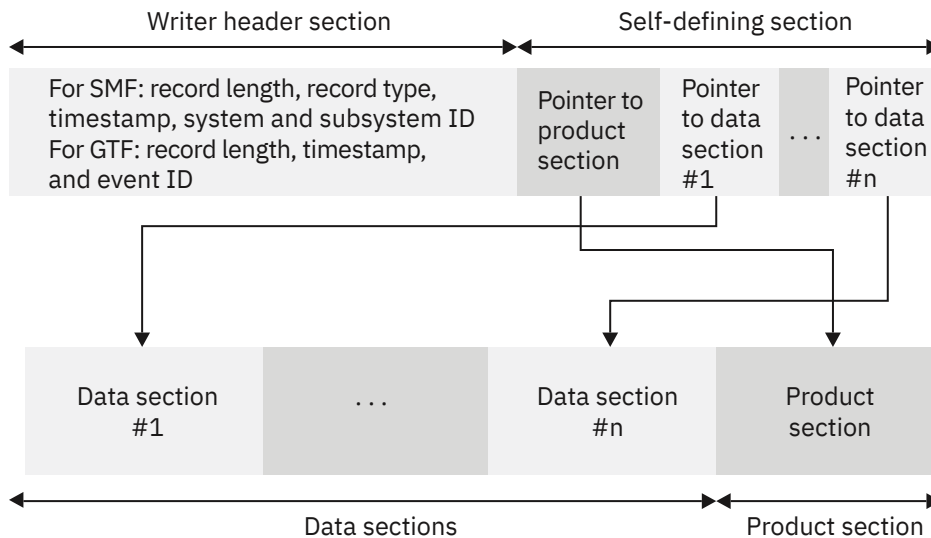 Writer header section
Self-defining section
For SMF: record length, record type,
timestamp, system and subsystem ID
For GTF: record length, timestamp,
and event ID
Pointer to
product
section
Pointer
to data
section
#1
. . .
Pointer
to data
section
#n
Data section
#1
. . .
Data section
#n
Product
section
Data sections
Product section